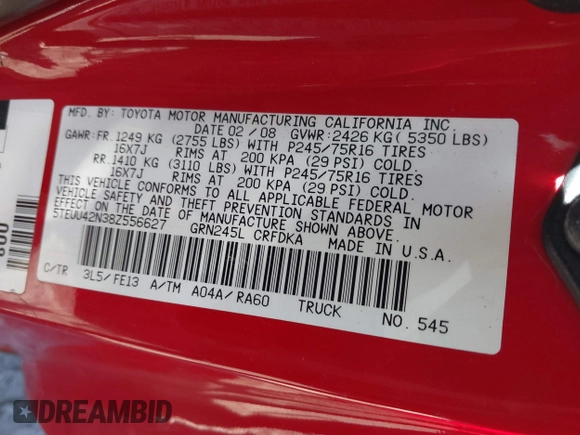 MFD. BY: TOYOTA MOTOR MANUFACTURING CALIFORNIA INC.
DATE 02 / 08 GVWR: 2426 KG ( 5350 LBS)
GAWR: FR. 1249 KG (2755 LBS) WITH P245/75R16 TIRES
16X7J RIMS AT 200 KPA (29 PSI) COLD.
RR. 1410 KG (3110 LBS) WITH P245/75R16 TIRES
16X7J RIMS AT 200 KPA (29 PSI) COLD.
THIS VEHICLE CONFORMS TO ALL APPLICABLE FEDERAL MOTOR
VEHICLE SAFETY AND THEFT PREVENTION STANDARDS IN
EFFECT ON THE DATE OF MANUFACTURE SHOWN ABOVE.
5TEUU42N38Z556627 GRN245L CRFDKA MADE IN U.S.A.
C/TR 3L5/FE13 A/TM A04A/RA60 TRUCK NO. 545
DREAMBID